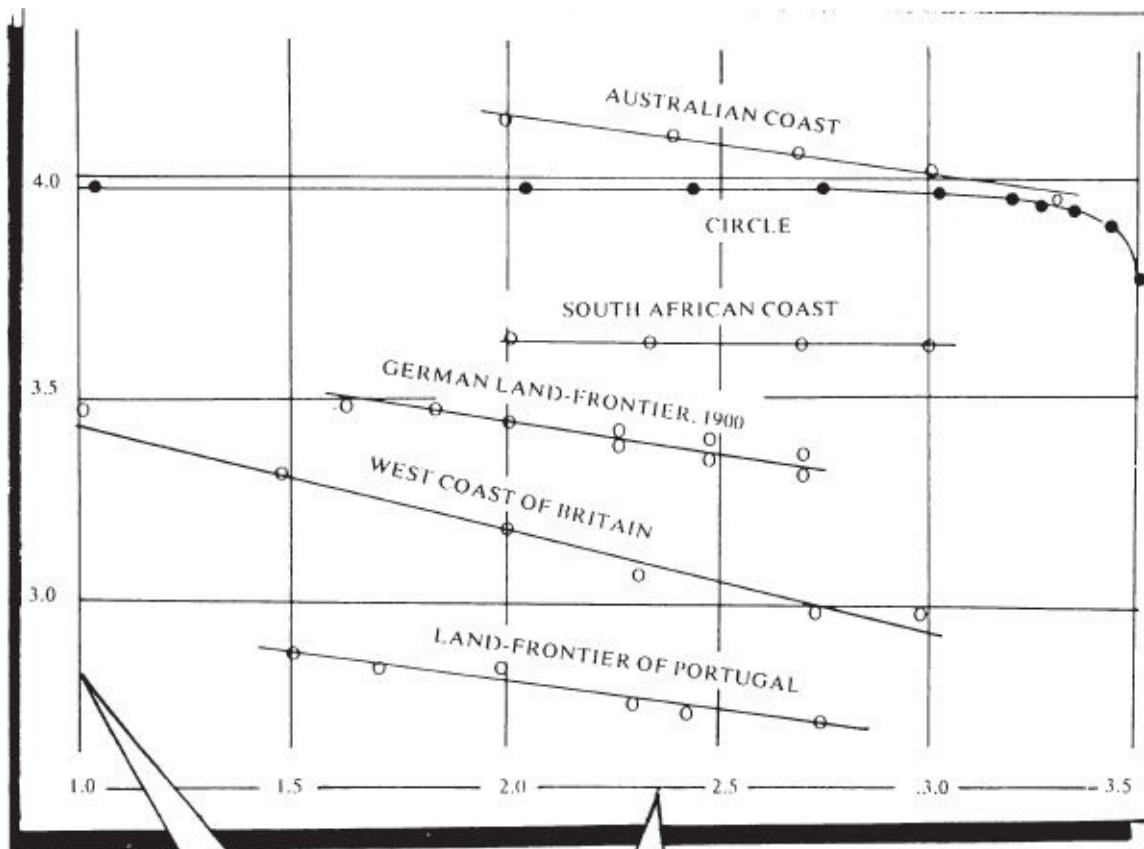 AUSTRALIAN COAST
4.0
CIRCLE
SOUTH AFRICAN COAST
GERMAN LAND-FRONTIER, 1900
3.5
WEST COAST OF BRITAIN
3.0
LAND-FRONTIER OF PORTUGAL
1.0 1.5 2.0 2.5 3.0 3.5